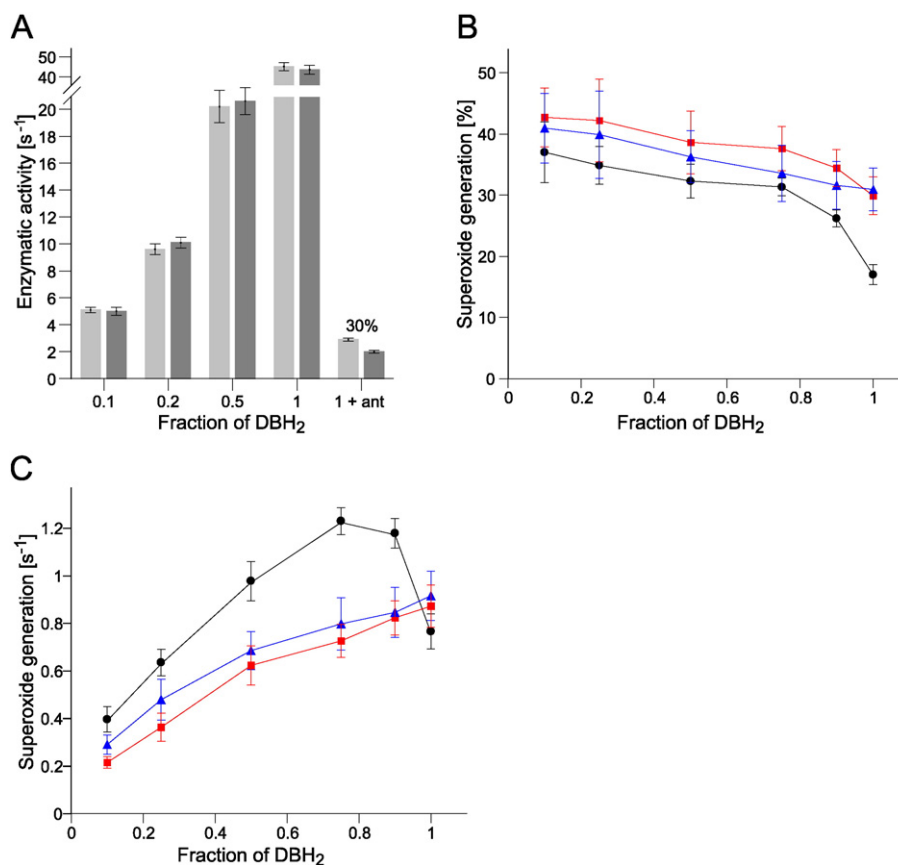 A
Enzymatic activity [s⁻¹]
50
40
20
18
16
14
12
10
8
6
4
2
0
30%
0.1 0.2 0.5 1 1 + ant
Fraction of DBH₂
B
Superoxide generation [%]
50
40
30
20
10
0
0 0.2 0.4 0.6 0.8 1
Fraction of DBH₂
C
Superoxide generation [s⁻¹]
1.2
1
0.8
0.6
0.4
0.2
0
0 0.2 0.4 0.6 0.8 1
Fraction of DBH₂